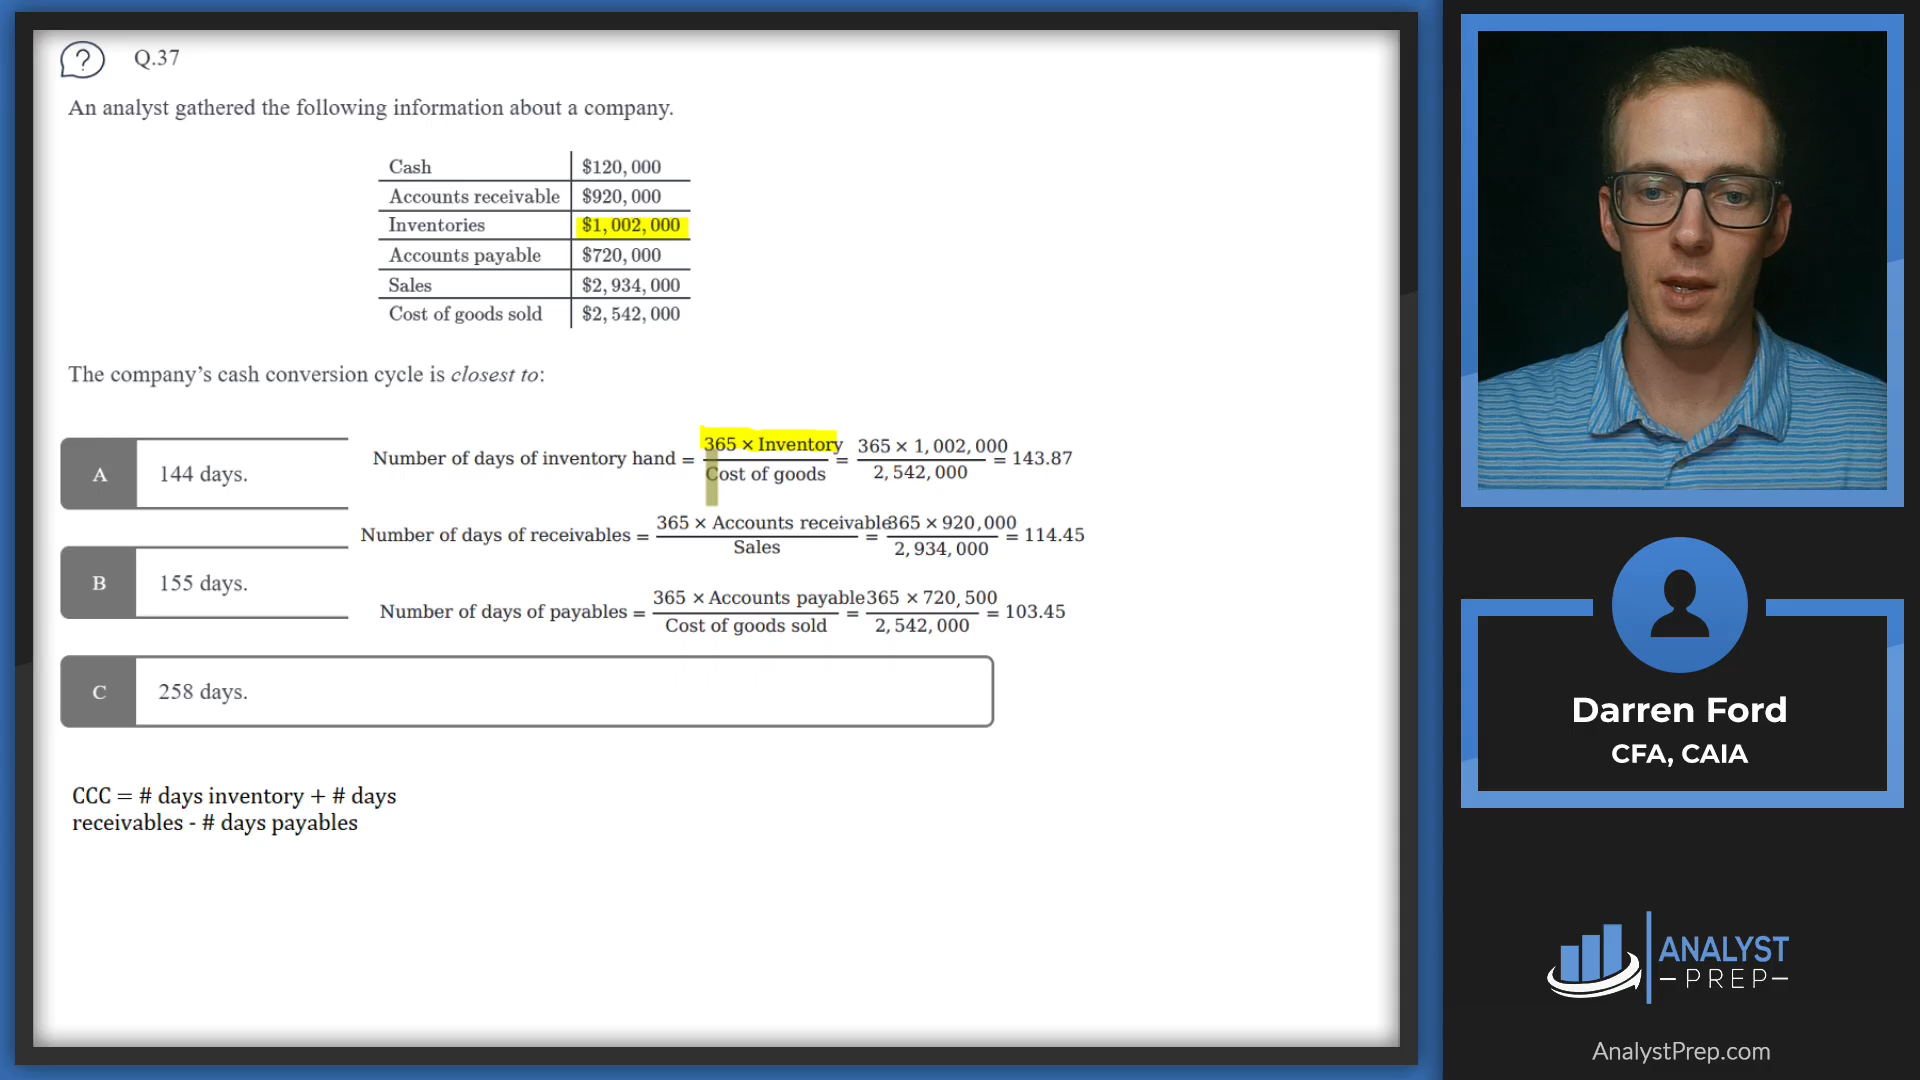 ? Q.37
An analyst gathered the following information about a company.
Cash $120,000
Accounts receivable $920,000
Inventories $1,002,000
Accounts payable $720,000
Sales $2,934,000
Cost of goods sold $2,542,000
The company's cash conversion cycle is closest to:
A 144 days.
Number of days of inventory hand = 365 × Inventory / Cost of goods = 365 × 1,002,000 / 2,542,000 = 143.87
Number of days of receivables = 365 × Accounts receivable / Sales = 365 × 920,000 / 2,934,000 = 114.45
B 155 days.
Number of days of payables = 365 × Accounts payable / Cost of goods sold = 365 × 720,500 / 2,542,000 = 103.45
C 258 days.
CCC = # days inventory + # days
receivables - # days payables
Darren Ford
CFA, CAIA
ANALYST
PREP
AnalystPrep.com